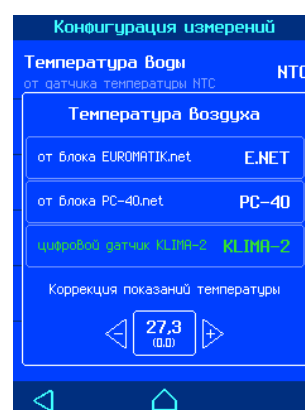 Конфигурация измерений
Температура Воды
NTC
от датчика температуры NTC
Температура Воздуха
от блока EUROMATIK.net E.NET
от блока PC-40.net PC-40
цифровой датчик KLIMA-2 KLIMA-2
Коррекция показаний температуры
- 27,3 +
(0.0)